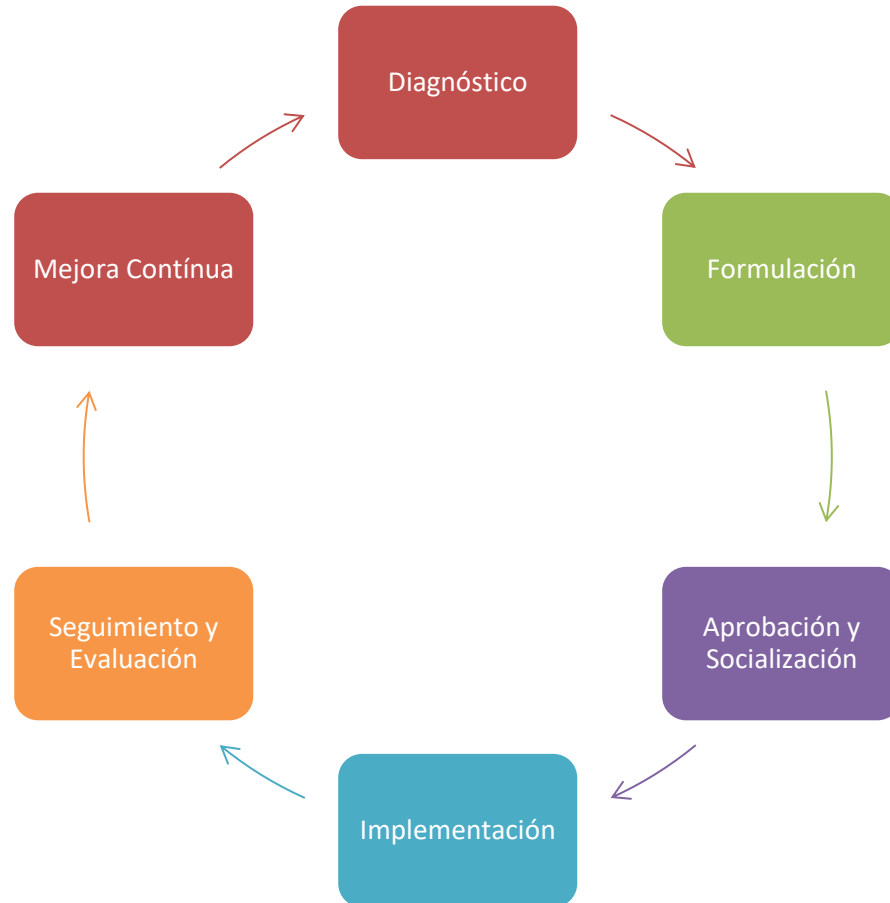 Diagnóstico
Formulación
Aprobación y
Socialización
Implementación
Seguimiento y
Evaluación
Mejora Contínua